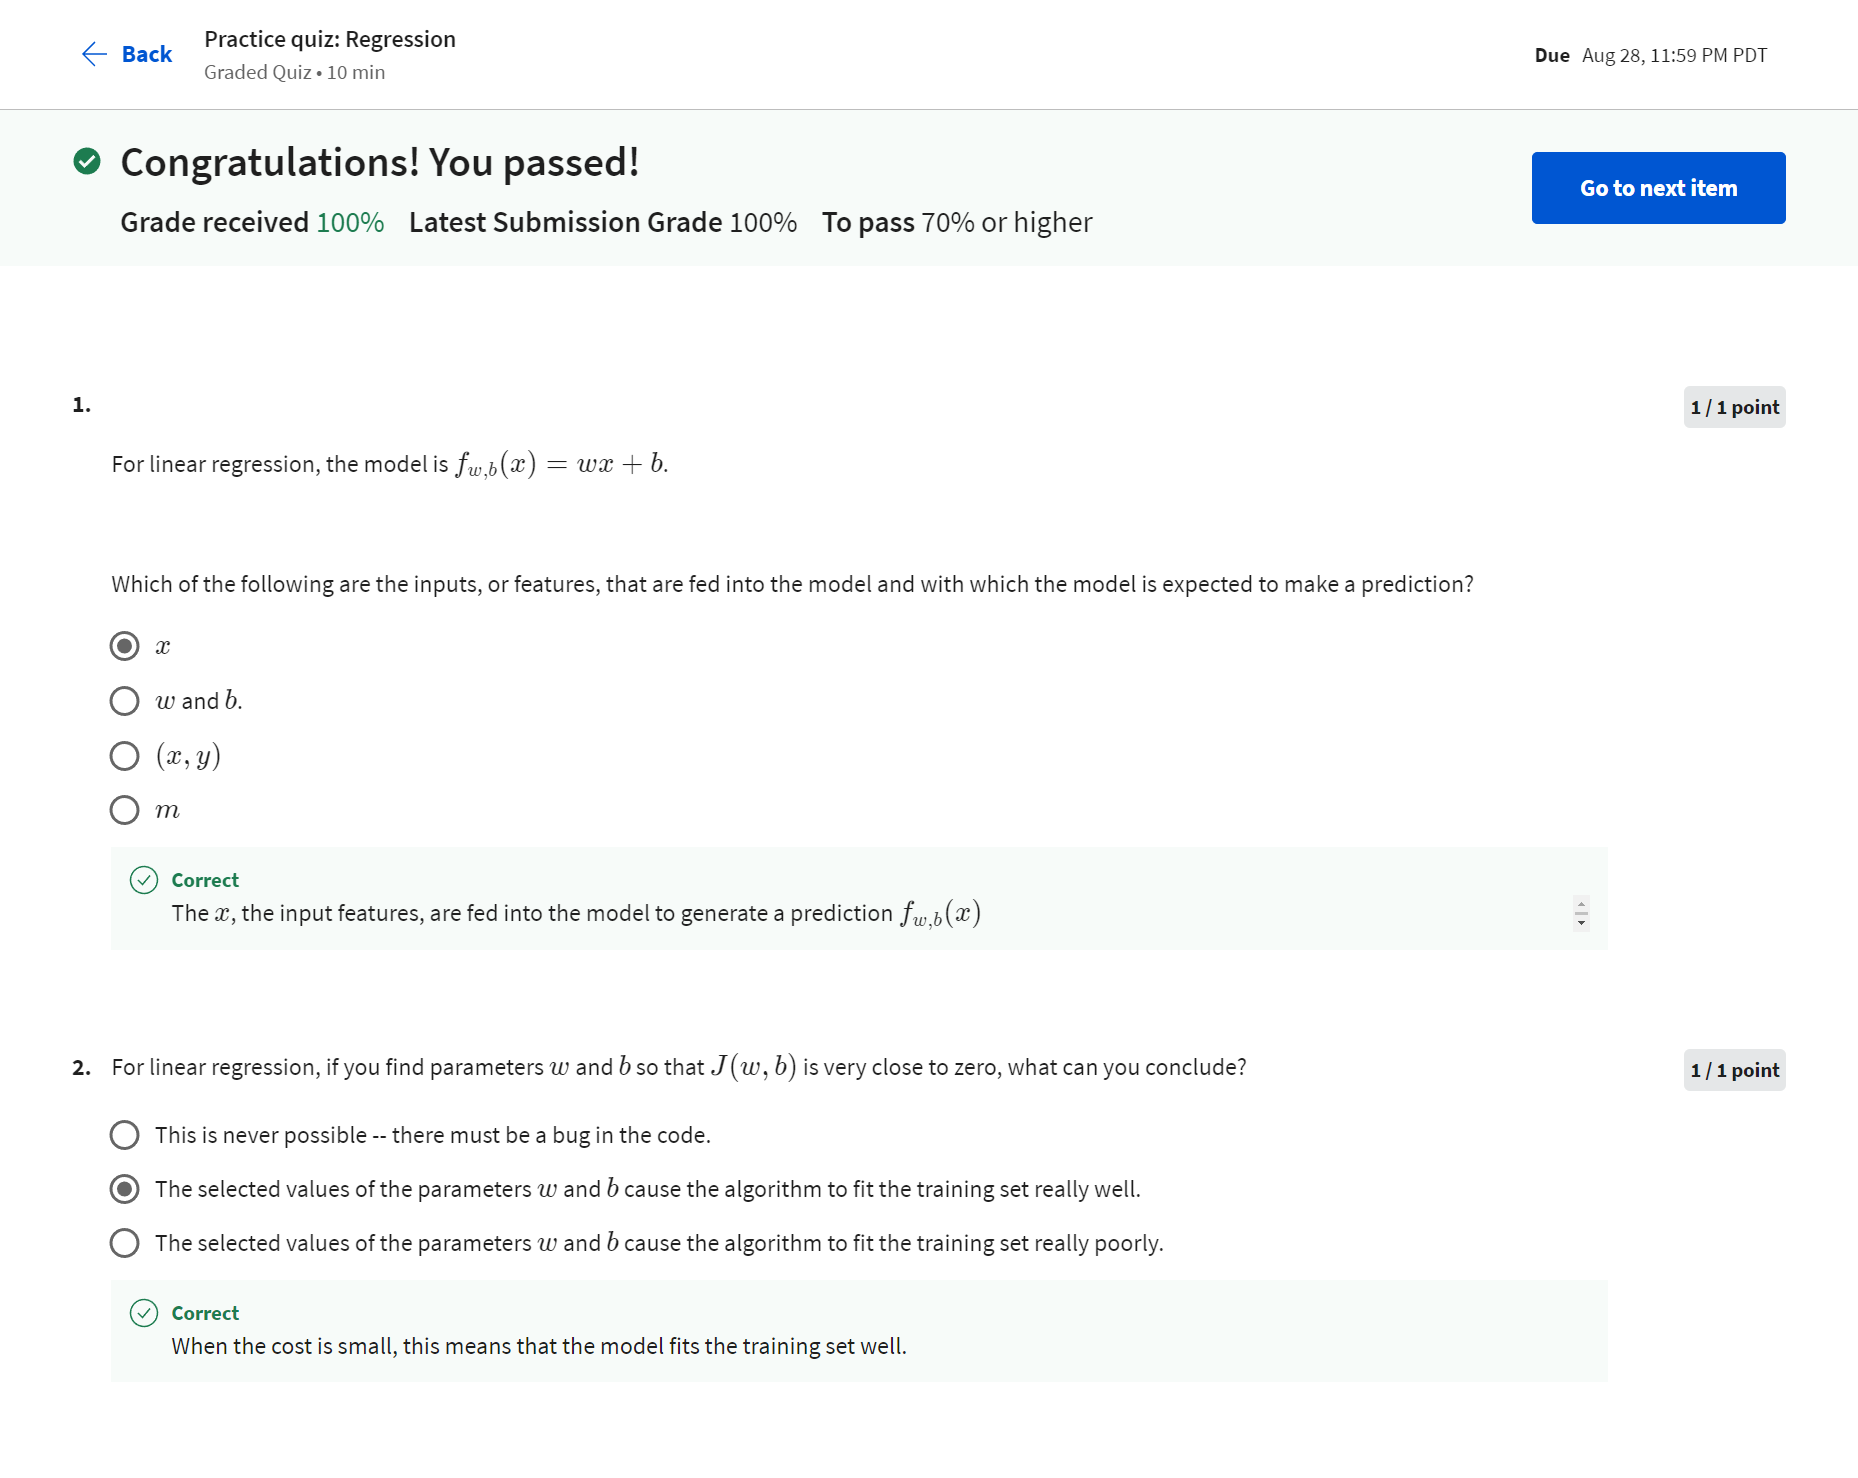 Back
Practice quiz: Regression
Graded Quiz • 10 min
Due Aug 28, 11:59 PM PDT
Congratulations! You passed!
Grade received 100% Latest Submission Grade 100% To pass 70% or higher
Go to next item
1.
1 / 1 point
For linear regression, the model is f_{w,b}(x) = wx + b.
Which of the following are the inputs, or features, that are fed into the model and with which the model is expected to make a prediction?
x
w and b.
(x, y)
m
Correct
The x, the input features, are fed into the model to generate a prediction f_{w,b}(x)
2. For linear regression, if you find parameters w and b so that J(w, b) is very close to zero, what can you conclude?
1 / 1 point
This is never possible -- there must be a bug in the code.
The selected values of the parameters w and b cause the algorithm to fit the training set really well.
The selected values of the parameters w and b cause the algorithm to fit the training set really poorly.
Correct
When the cost is small, this means that the model fits the training set well.